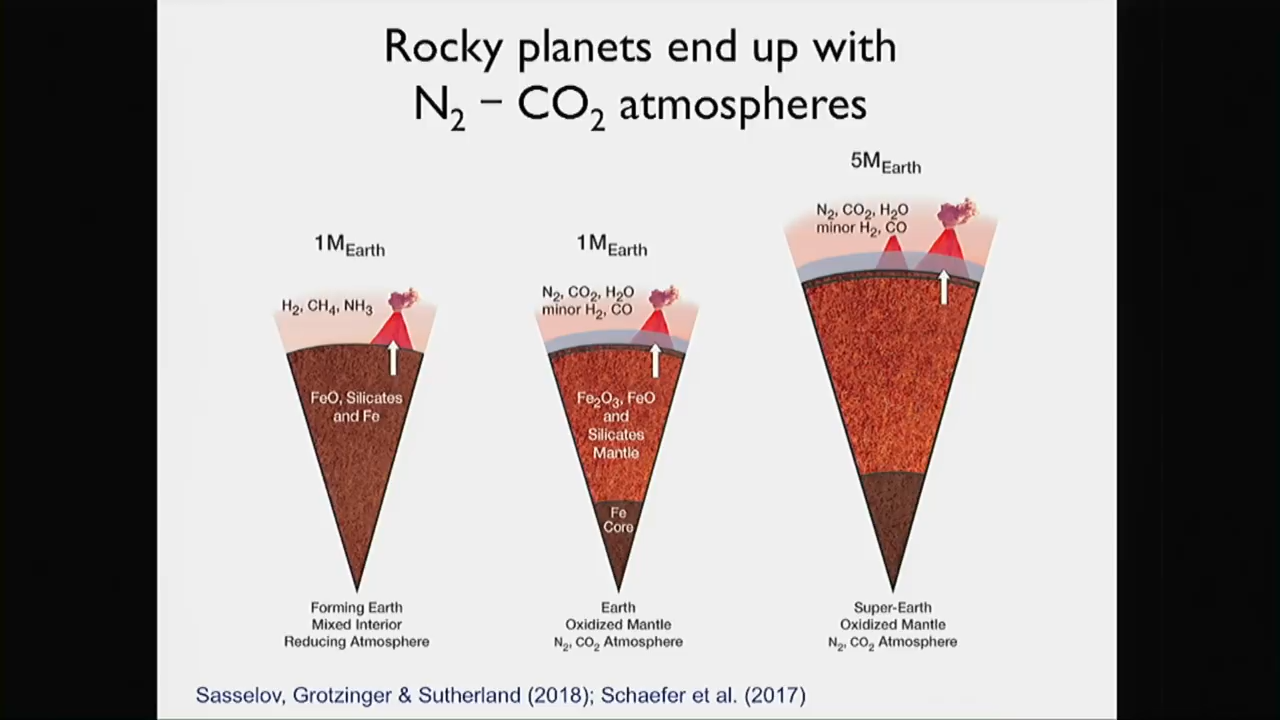 Rocky planets end up with
N₂ – CO₂ atmospheres
1M_Earth
H₂, CH₄, NH₃
FeO, Silicates
and Fe
Forming Earth
Mixed Interior
Reducing Atmosphere
1M_Earth
N₂, CO₂, H₂O
minor H₂, CO
Fe₂O₃, FeO
and
Silicates
Mantle
Fe
Core
Earth
Oxidized Mantle
N₂, CO₂ Atmosphere
5M_Earth
N₂, CO₂, H₂O
minor H₂, CO
Super-Earth
Oxidized Mantle
N₂, CO₂ Atmosphere
Sasselov, Grotzinger & Sutherland (2018); Schaefer et al. (2017)